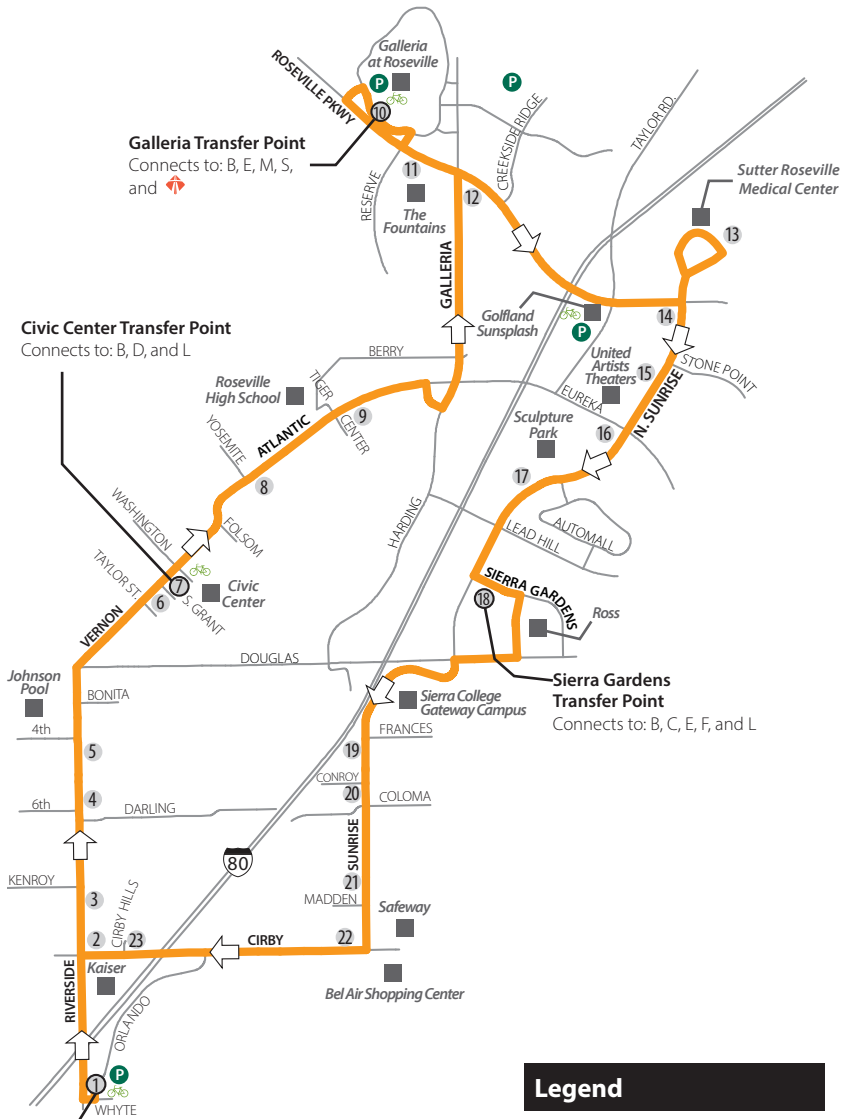 Galleria
at Roseville
P
P
ROSEVILLE PKWY
10
CREEKSIDE RIDGE
TAYLOR RD.
Galleria Transfer Point
Connects to: B, E, M, S,
and
11
RESERVE
The
Fountains
12
Sutter Roseville
Medical Center
13
GALLERIA
Golfland
Sunsplash
P
14
Civic Center Transfer Point
Connects to: B, D, and L
BERRY
United
Artists
Theaters
15
STONE POINT
N. SUNRISE
Roseville
High School
TIGER
CENTER
9
EUREKA
16
ATLANTIC
YOSEMITE
8
Sculpture
Park
17
WASHINGTON
FOLSOM
HARDING
LEAD HILL
AUTOMALL
TAYLOR ST.
7
6
S. GRANT
Civic
Center
VERNON
SIERRA GARDENS
18
Ross
DOUGLAS
Johnson
Pool
BONITA
Sierra College
Gateway Campus
Sierra Gardens
Transfer Point
Connects to: B, C, E, F, and L
4th
5
FRANCES
19
CONROY
20
COLOMA
6th
4
DARLING
SUNRISE
80
KENROY
3
21
MADDEN
Safeway
2
CIRBY HILLS
23
CIRBY
22
Kaiser
Bel Air Shopping Center
RIVERSIDE
ORLANDO
1
P
WHYTE
Legend